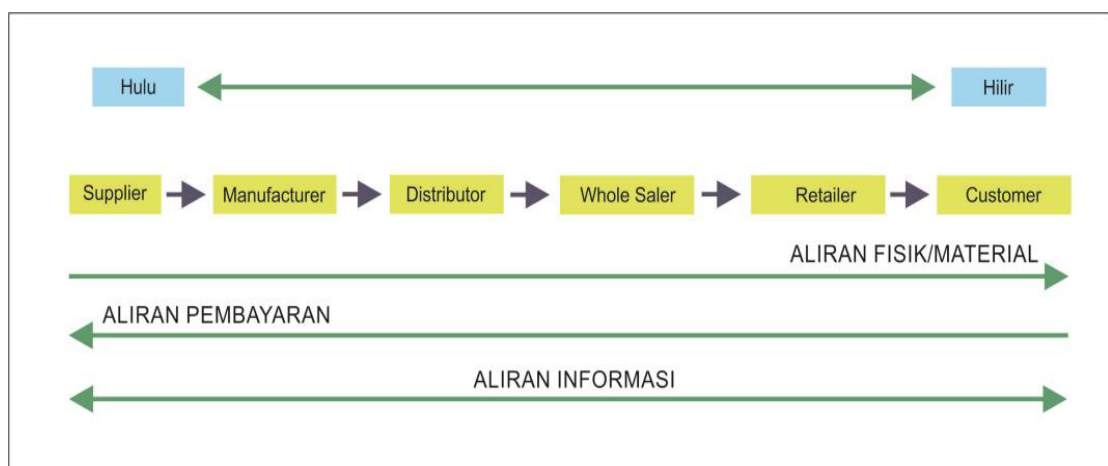 Hulu
Hilir
Supplier
Manufacturer
Distributor
Whole Saler
Retailer
Customer
ALIRAN FISIK/MATERIAL
ALIRAN PEMBAYARAN
ALIRAN INFORMASI